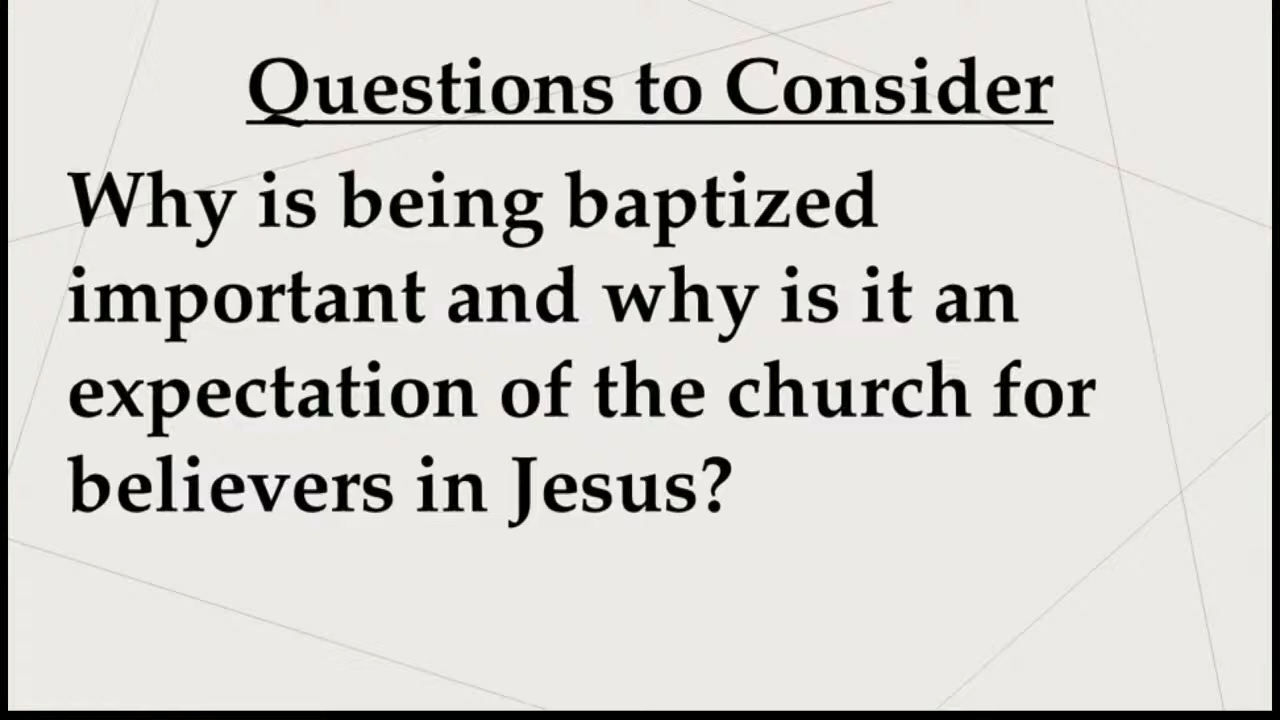 Questions to Consider
Why is being baptized
important and why is it an
expectation of the church for
believers in Jesus?